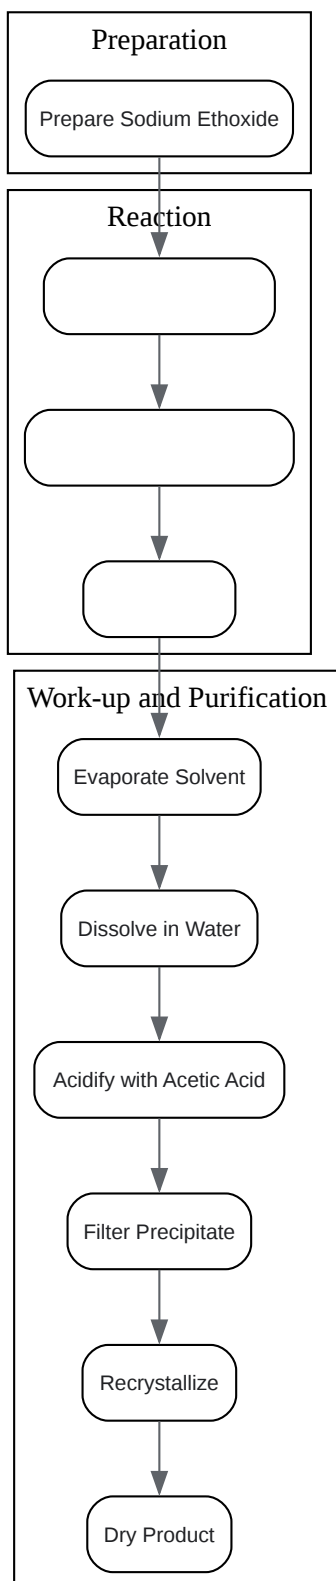 Preparation
Prepare Sodium Ethoxide
Reaction
Work-up and Purification
Evaporate Solvent
Dissolve in Water
Acidify with Acetic Acid
Filter Precipitate
Recrystallize
Dry Product